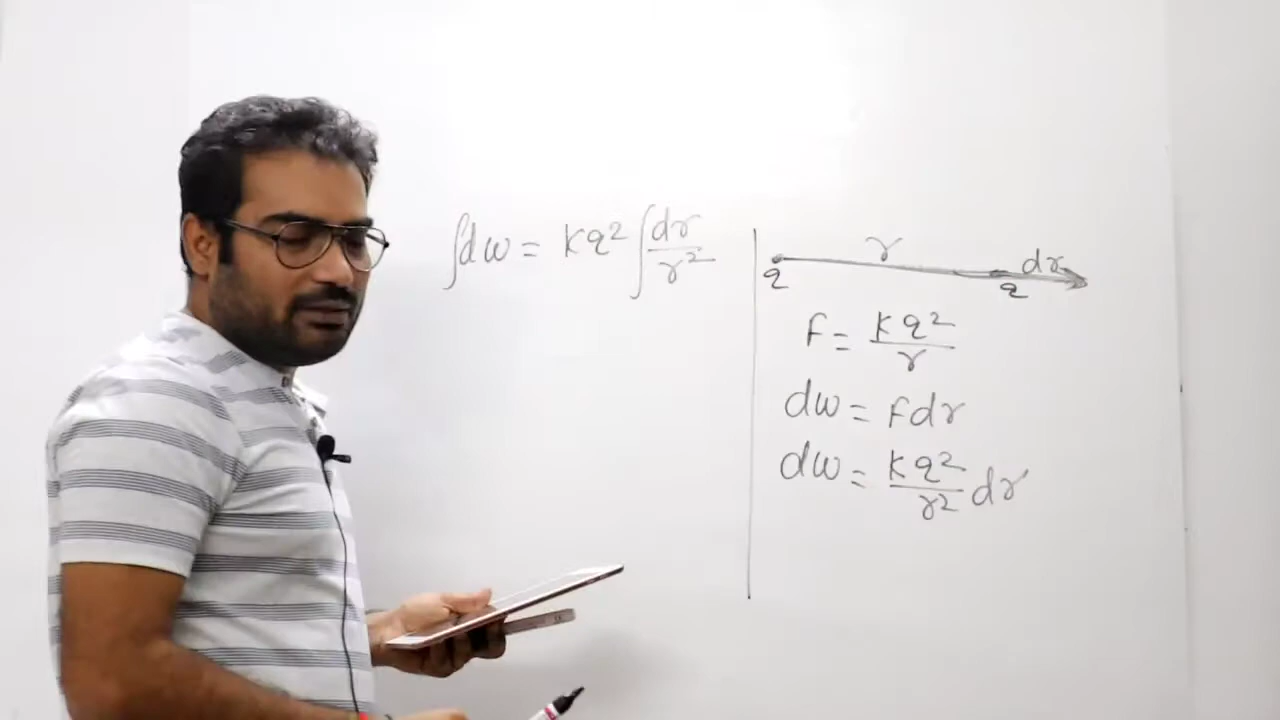 ∫dw = kq² ∫dr/r²
r
q q dr
F = kq²/r
dw = Fdr
dw = kq²/r² dr